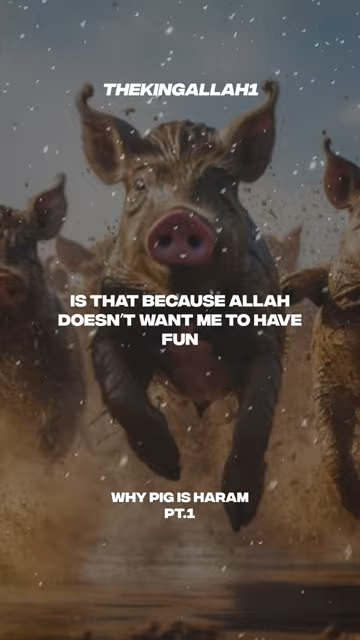 THEKINGALLAH1
IS THAT BECAUSE ALLAH
DOESN'T WANT ME TO HAVE
FUN
WHY PIG IS HARAM
PT.1